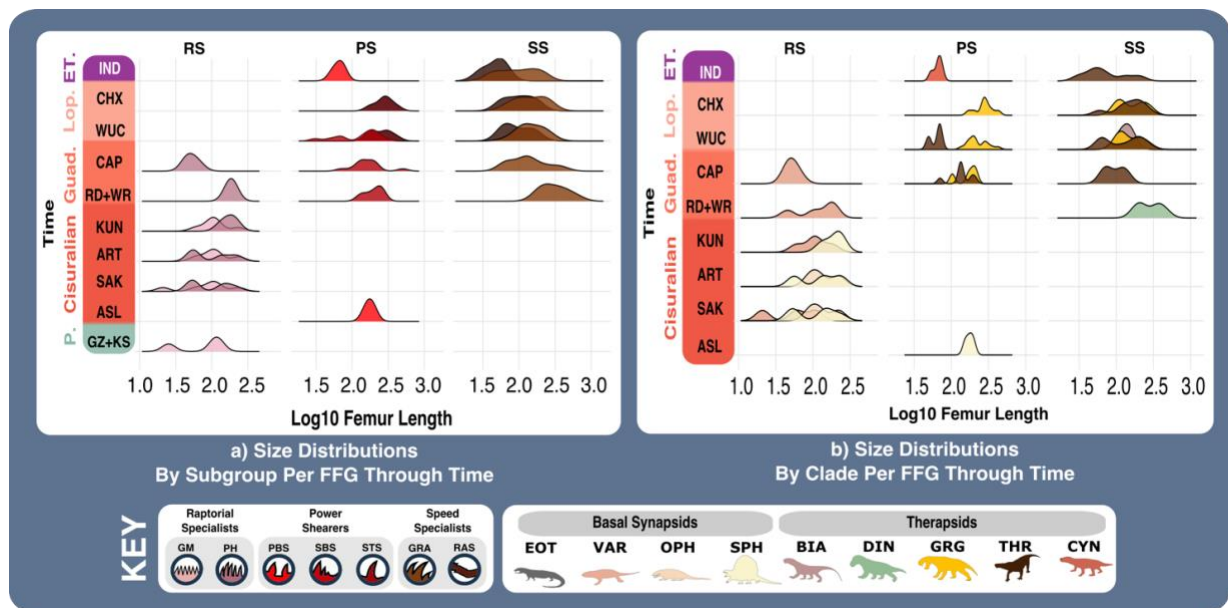 RS PS SS
ET.
Lop.
Guad.
Cisuralian
P.
Time
IND
CHX
WUC
CAP
RD+WR
KUN
ART
SAK
ASL
GZ+KS
1.0 1.5 2.0 2.5 1.5 2.0 2.5 3.0 1.5 2.0 2.5 3.0
Log10 Femur Length
a) Size Distributions
By Subgroup Per FFG Through Time
RS PS SS
ET.
Lop.
Guad.
Cisuralian
Time
IND
CHX
WUC
CAP
RD+WR
KUN
ART
SAK
ASL
1.0 1.5 2.0 2.5 1.5 2.0 2.5 3.0 1.5 2.0 2.5 3.0
Log10 Femur Length
b) Size Distributions
By Clade Per FFG Through Time
KEY
Raptorial
Specialists
GM PH
Power
Shearers
PBS SBS STS
Speed
Specialists
GRA RAS
Basal Synapsids
EOT VAR OPH SPH
Therapsids
BIA DIN GRG THR CYN